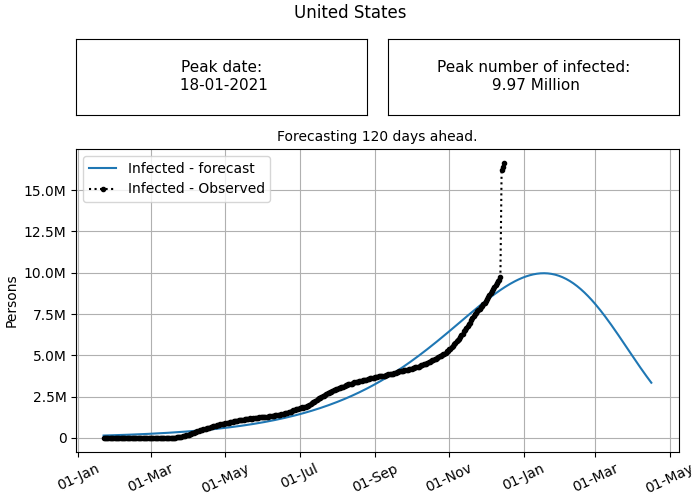 United States
Peak date:
18-01-2021
Peak number of infected:
9.97 Million
Forecasting 120 days ahead.
Infected - forecast
Infected - Observed
15.0M
12.5M
10.0M
7.5M
5.0M
2.5M
0
Persons
01-Jan
01-Mar
01-May
01-Jul
01-Sep
01-Nov
01-Jan
01-Mar
01-May